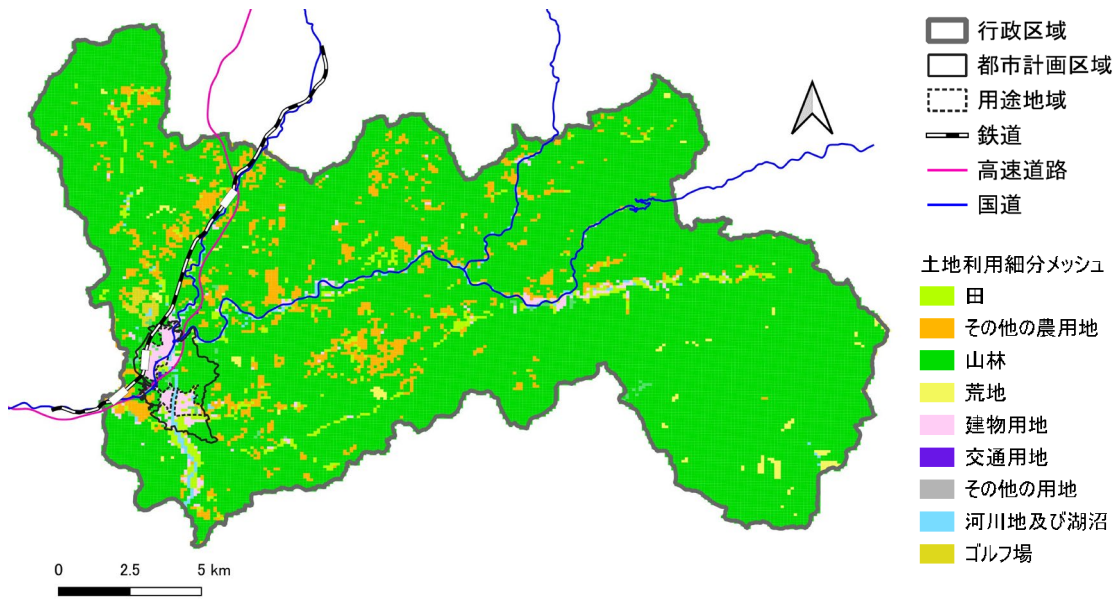 行政区域
都市計画区域
用途地域
鉄道
高速道路
国道
土地利用細分メッシュ
田
その他の農用地
山林
荒地
建物用地
交通用地
その他の用地
河川地及び湖沼
ゴルフ場
0 2.5 5 km